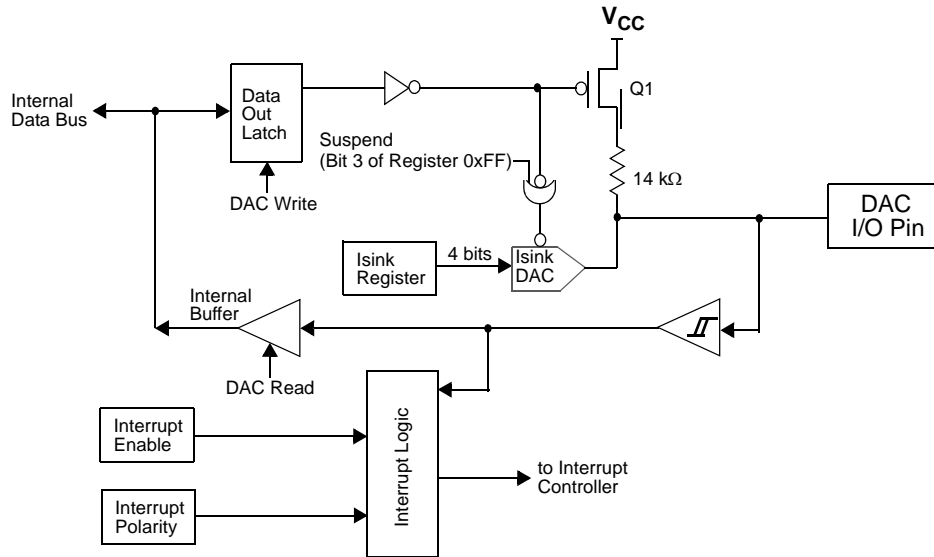 VCC
Internal
Data Bus
Data
Out
Latch
Q1
Suspend
(Bit 3 of Register 0xFF)
14 kΩ
DAC Write
DAC
I/O Pin
Isink
Register
4 bits
Isink
DAC
Internal
Buffer
DAC Read
Interrupt Logic
Interrupt
Enable
to Interrupt
Controller
Interrupt
Polarity